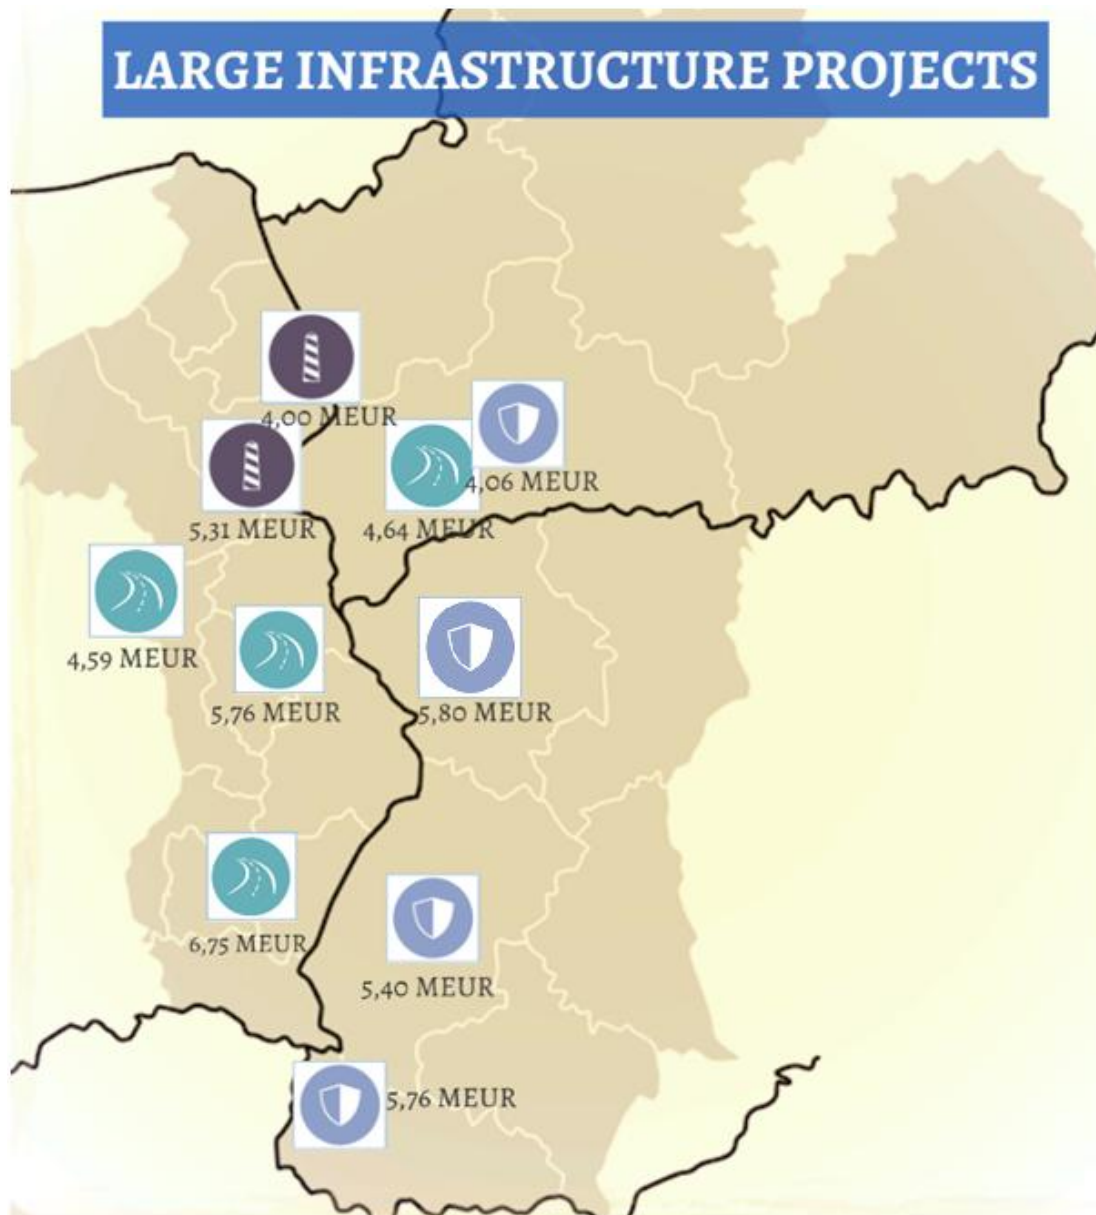 LARGE INFRASTRUCTURE PROJECTS
4,00 MEUR
4,06 MEUR
5,31 MEUR
4,64 MEUR
4,59 MEUR
5,76 MEUR
5,80 MEUR
6,75 MEUR
5,40 MEUR
5,76 MEUR